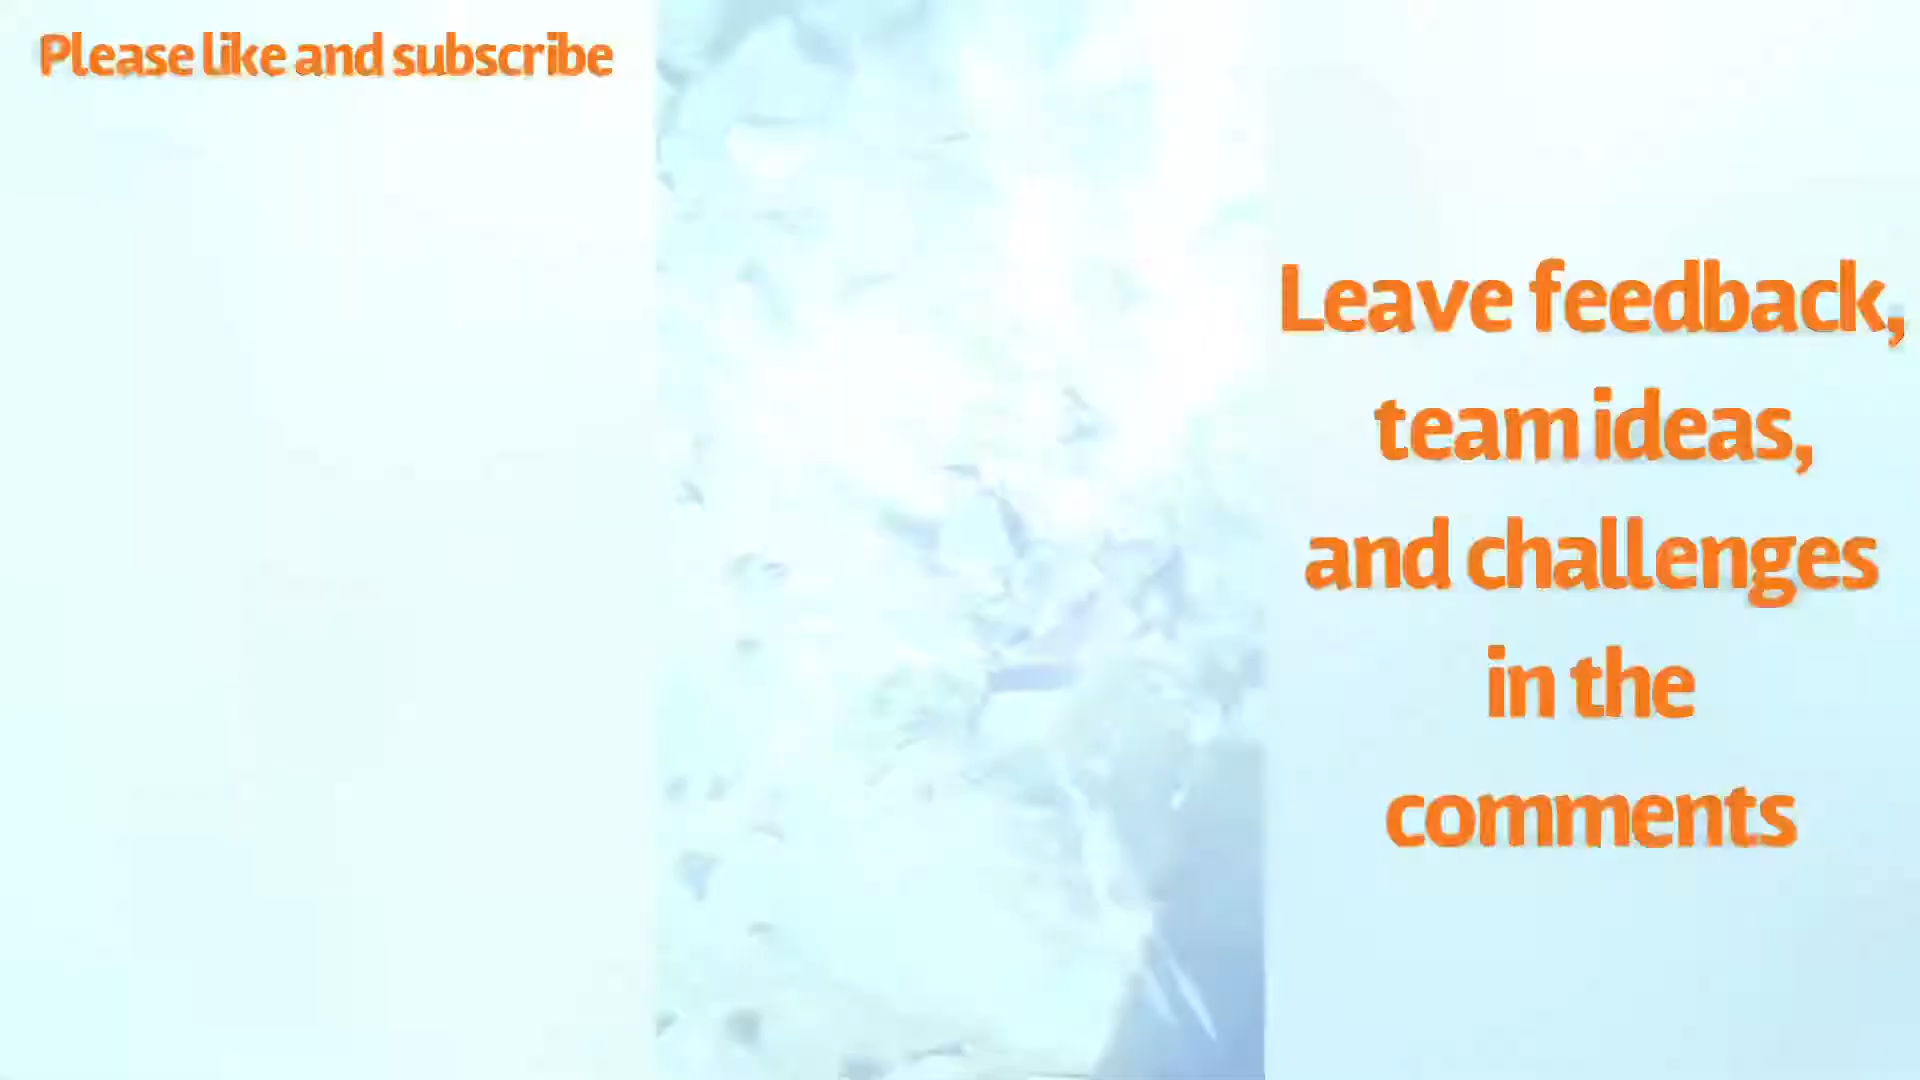 Please like and subscribe
Leave feedback,
team ideas,
and challenges
in the
comments